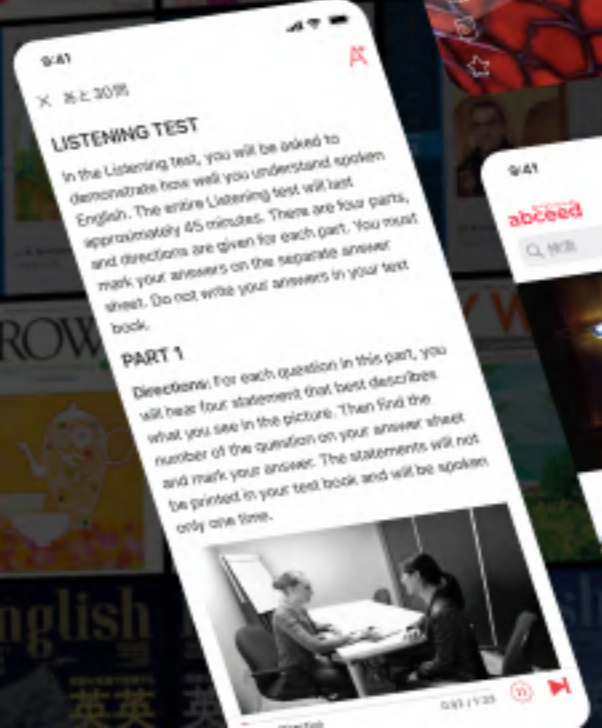 9:41
× あと30問
LISTENING TEST
In the Listening test, you will be asked to
demonstrate how well you understand spoken
English. The entire Listening test will last
approximately 45 minutes. There are four parts,
and directions are given for each part. You must
mark your answers on the separate answer
sheet. Do not write your answers in your text
book.
PART 1
Directions: For each question in this part, you
will hear four statement that best describes
what you see in the picture. Then find the
number of the question on your answer sheet
and mark your answer. The statements will not
be printed in your test book and will be spoken
only one time.
Direction
9:41
abceed
検索
ROW
W
nglish
英英